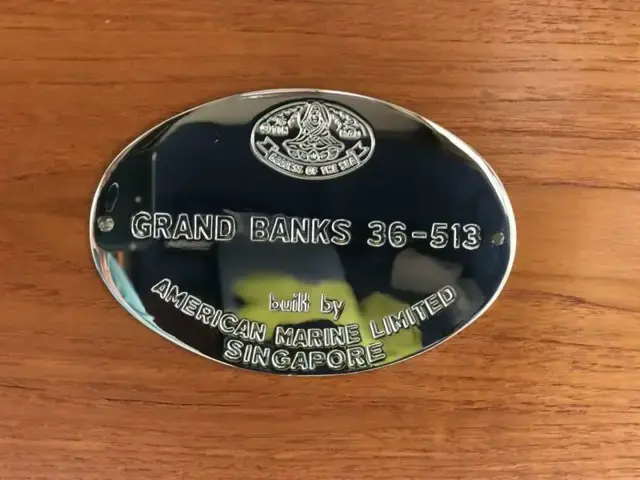 GODDESS OF THE SEA
GRAND BANKS 36-513
built by
AMERICAN MARINE LIMITED
SINGAPORE